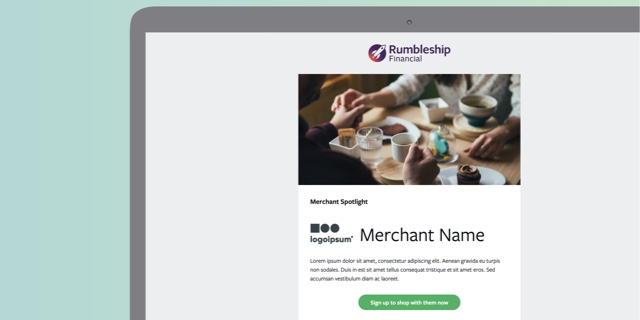 Rumbleship
Financial
Merchant Spotlight
logoipsum
Merchant Name
Lorem ipsum dolor sit amet, consectetur adipiscing elit. Aenean gravida eu turpis
non sodales. Duis in est sit amet tellus consequat tristique et sit amet eros. Sed
accumsan vestibulum diam ac laoreet.
Sign up to shop with them now